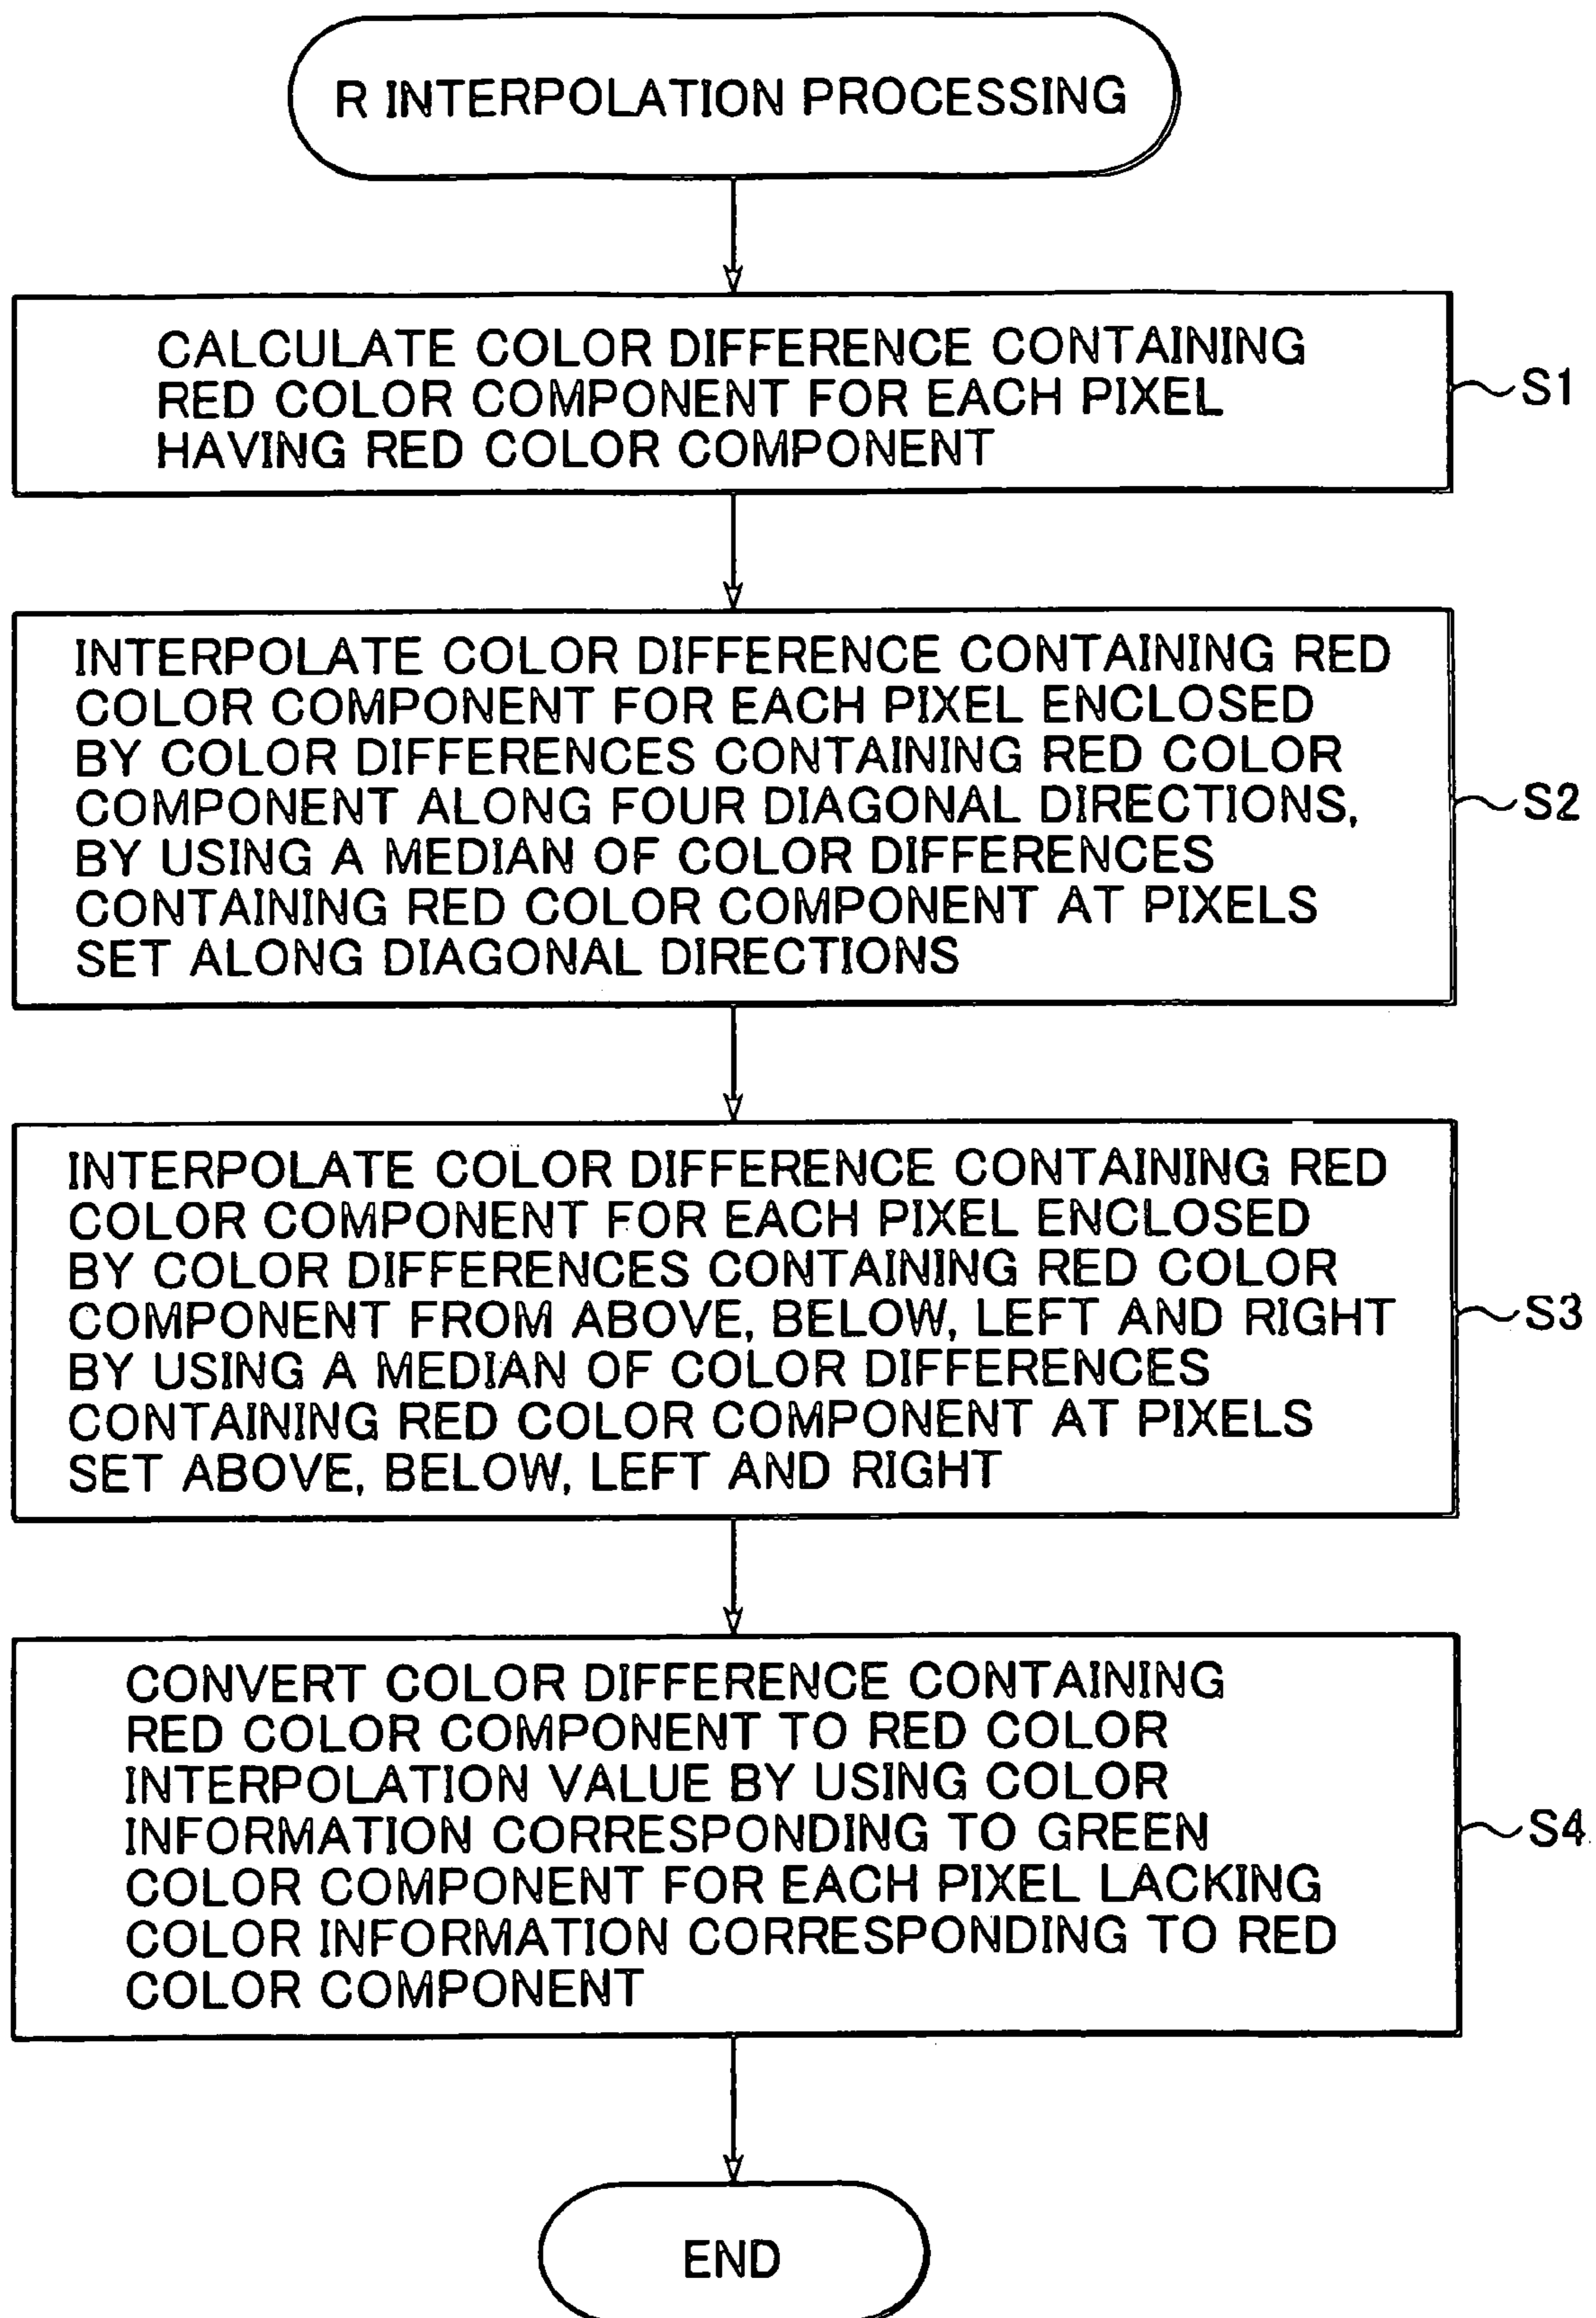 R INTERPOLATION PROCESSING
CALCULATE COLOR DIFFERENCE CONTAINING
RED COLOR COMPONENT FOR EACH PIXEL
HAVING RED COLOR COMPONENT
S1
INTERPOLATE COLOR DIFFERENCE CONTAINING RED
COLOR COMPONENT FOR EACH PIXEL ENCLOSED
BY COLOR DIFFERENCES CONTAINING RED COLOR
COMPONENT ALONG FOUR DIAGONAL DIRECTIONS,
BY USING A MEDIAN OF COLOR DIFFERENCES
CONTAINING RED COLOR COMPONENT AT PIXELS
SET ALONG DIAGONAL DIRECTIONS
S2
INTERPOLATE COLOR DIFFERENCE CONTAINING RED
COLOR COMPONENT FOR EACH PIXEL ENCLOSED
BY COLOR DIFFERENCES CONTAINING RED COLOR
COMPONENT FROM ABOVE, BELOW, LEFT AND RIGHT
BY USING A MEDIAN OF COLOR DIFFERENCES
CONTAINING RED COLOR COMPONENT AT PIXELS
SET ABOVE, BELOW, LEFT AND RIGHT
S3
CONVERT COLOR DIFFERENCE CONTAINING
RED COLOR COMPONENT TO RED COLOR
INTERPOLATION VALUE BY USING COLOR
INFORMATION CORRESPONDING TO GREEN
COLOR COMPONENT FOR EACH PIXEL LACKING
COLOR INFORMATION CORRESPONDING TO RED
COLOR COMPONENT
S4
END